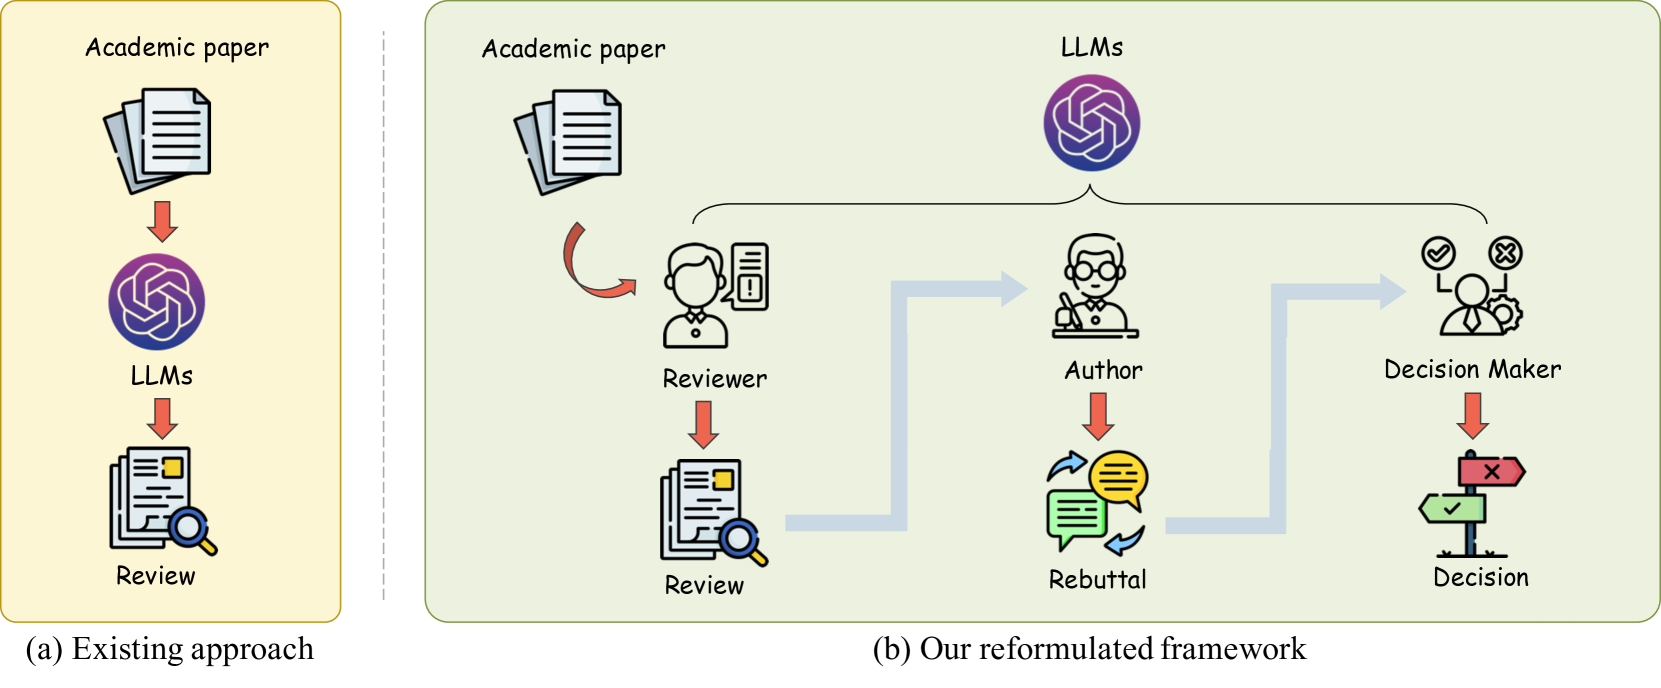 Academic paper
LLMs
Review
(a) Existing approach
Academic paper
LLMs
Reviewer
Author
Decision Maker
Review
Rebuttal
Decision
(b) Our reformulated framework